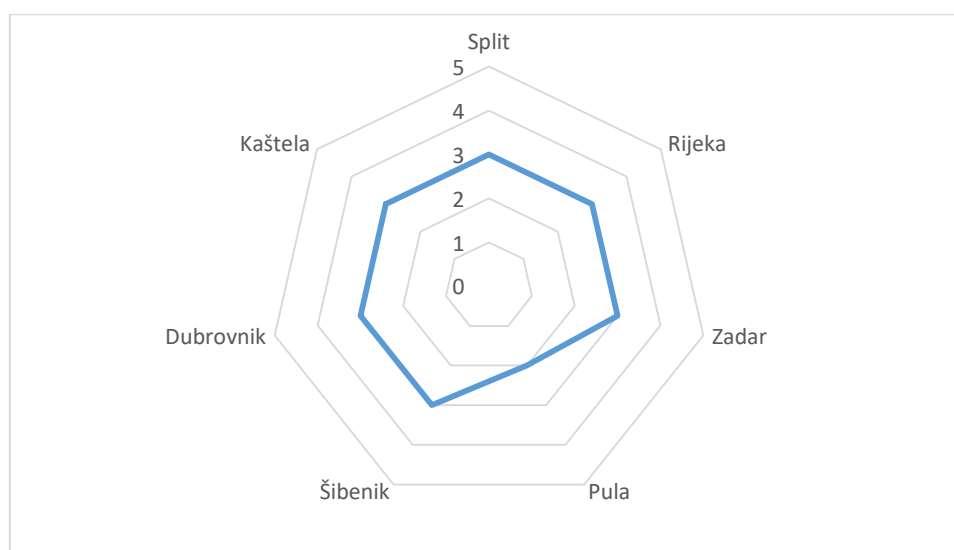 Split
5
4
3
2
1
0
Kaštela
Rijeka
Dubrovnik
Zadar
Šibenik
Pula